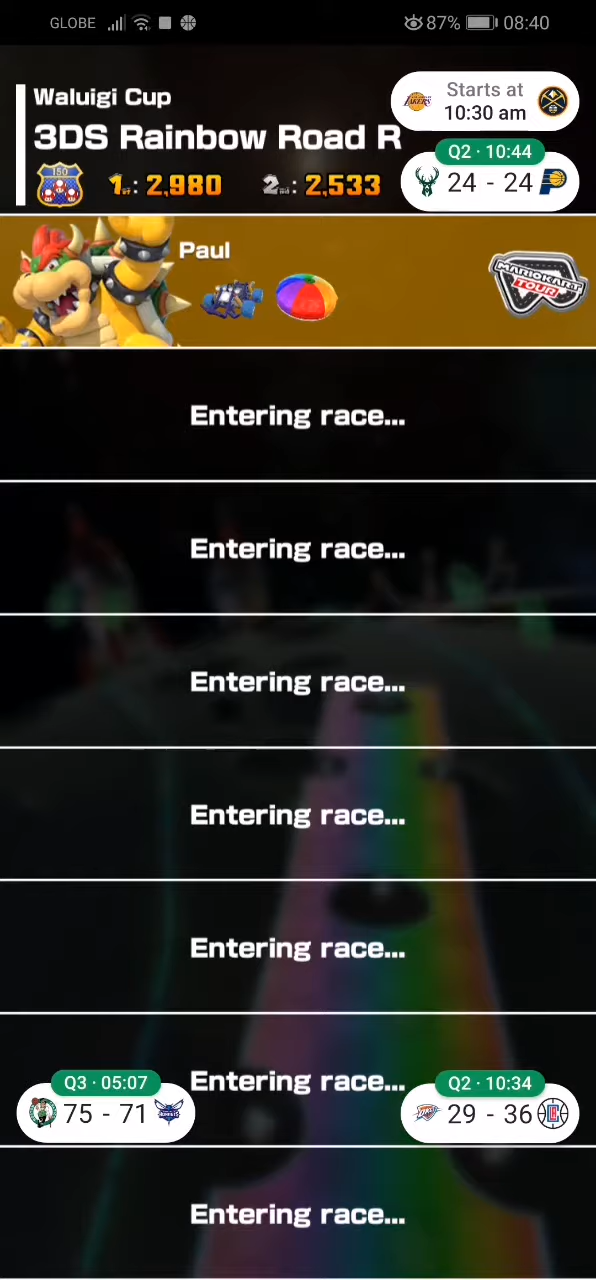 GLOBE 87% 08:40
Waluigi Cup
3DS Rainbow Road R
150 1st: 2,980 2nd: 2,533
LAKERS Starts at
10:30 am
Q2 · 10:44
24 - 24
Paul
MARIO KART
TOUR
Entering race...
Entering race...
Entering race...
Entering race...
Entering race...
Q3 · 05:07
75 - 71
Entering race...
Q2 · 10:34
29 - 36
Entering race...